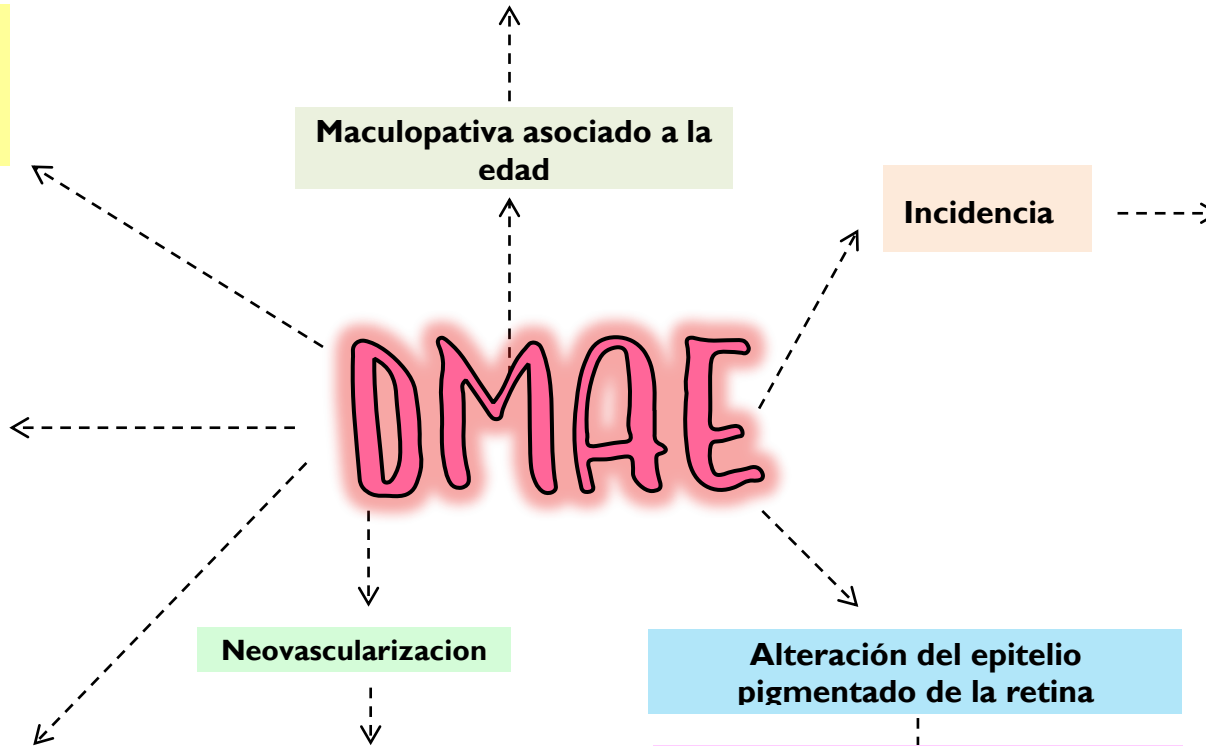 Maculopativa asociado a la
edad
Incidencia
DMAE
Neovascularizacion
Alteración del epitelio
pigmentado de la retina